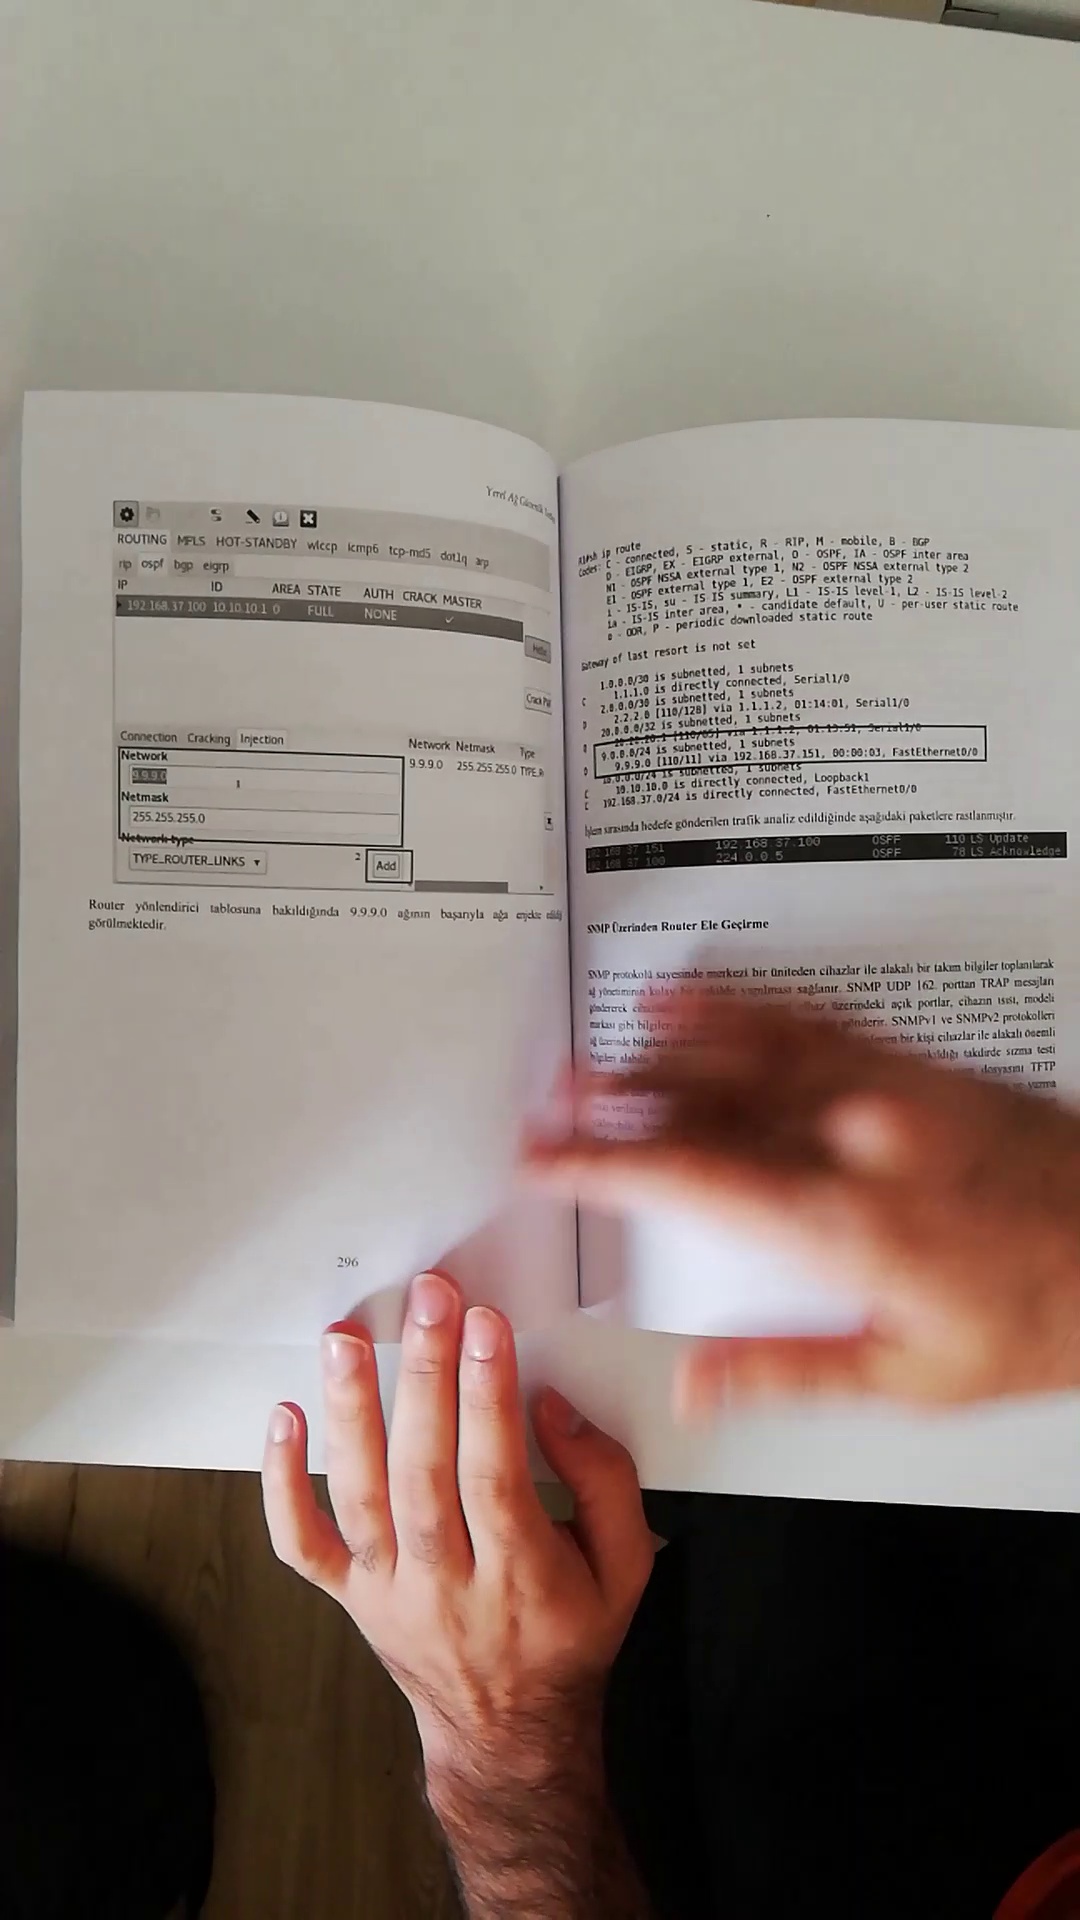 Yerel Ağ Güvenlik
ROUTING MPLS HOT-STANDBY wlccp icmp6 tcp-md5 dot1q arp
rip ospf bgp eigrp
IP ID AREA STATE AUTH CRACK MASTER
192.168.37.100 10.10.10.1 0 FULL NONE ✓
Hello
Crack
Connection Cracking Injection
Network Netmask Type
Network
9.9.9.0 255.255.255.0
9.9.9.0
1
Netmask
255.255.255.0
Network type
TYPE_ROUTER_LINKS
2
Add
Router yönlendirici tablosuna bakıldığında 9.9.9.0 ağının başarıyla ağa enjekte
görülmektedir.
296
R1#sh ip route
Codes: C - connected, S - static, R - RIP, M - mobile, B - BGP
D - EIGRP, EX - EIGRP external, O - OSPF, IA - OSPF inter area
N1 - OSPF NSSA external type 1, N2 - OSPF NSSA external type 2
E1 - OSPF external type 1, E2 - OSPF external type 2
i - IS-IS, su - IS-IS summary, L1 - IS-IS level-1, L2 - IS-IS level-2
ia - IS-IS inter area, * - candidate default, U - per-user static route
o - ODR, P - periodic downloaded static route
Gateway of last resort is not set
1.0.0.0/30 is subnetted, 1 subnets
C 1.1.1.0 is directly connected, Serial1/0
2.0.0.0/30 is subnetted, 1 subnets
O 2.2.2.0 [110/128] via 1.1.1.2, 01:14:01, Serial1/0
20.0.0.0/32 is subnetted, 1 subnets
O 20.20.20.1 [110/65] via 1.1.1.2, 01:13:51, Serial1/0
9.0.0.0/24 is subnetted, 1 subnets
O 9.9.9.0 [110/11] via 192.168.37.151, 00:00:03, FastEthernet0/0
10.0.0.0/24 is subnetted, 1 subnets
C 10.10.10.0 is directly connected, Loopback1
C 192.168.37.0/24 is directly connected, FastEthernet0/0
İşlem sırasında hedefe gönderilen trafik analiz edildiğinde aşağıdaki paketlere rastlanmıştır.
192.168.37.151 192.168.37.100 OSPF 110 LS Update
192.168.37.100 224.0.0.5 OSPF 78 LS Acknowledge
SNMP Üzerinden Router Ele Geçirme
SNMP protokolü sayesinde merkezi bir üniteden cihazlar ile alakalı bir takım bilgiler toplanılarak
ağ yönetiminin kolay bir şekilde yapılması sağlanır. SNMP UDP 162. porttan TRAP mesajları
göndererek cihaz üzerindeki açık portlar, cihazın ısısı, modeli
markası gibi bilgileri gönderir. SNMPv1 ve SNMPv2 protokolleri
ağ üzerinde bilgileri bir kişi cihazlar ile alakalı önemli
bilgileri alabilir. takdirde sızma testi
dosyasını TFTP
ve yazma